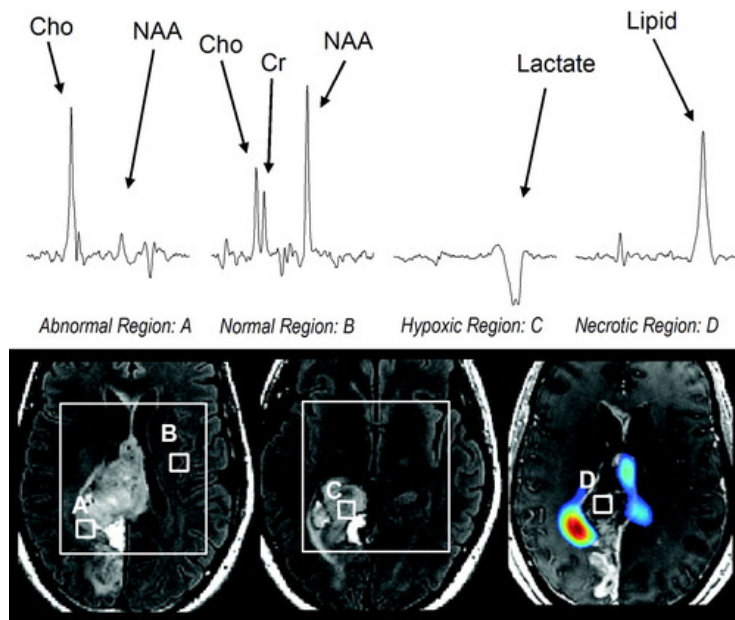 Cho
NAA
Cho
Cr
NAA
Lactate
Lipid
Abnormal Region: A
Normal Region: B
Hypoxic Region: C
Necrotic Region: D
A
B
C
D